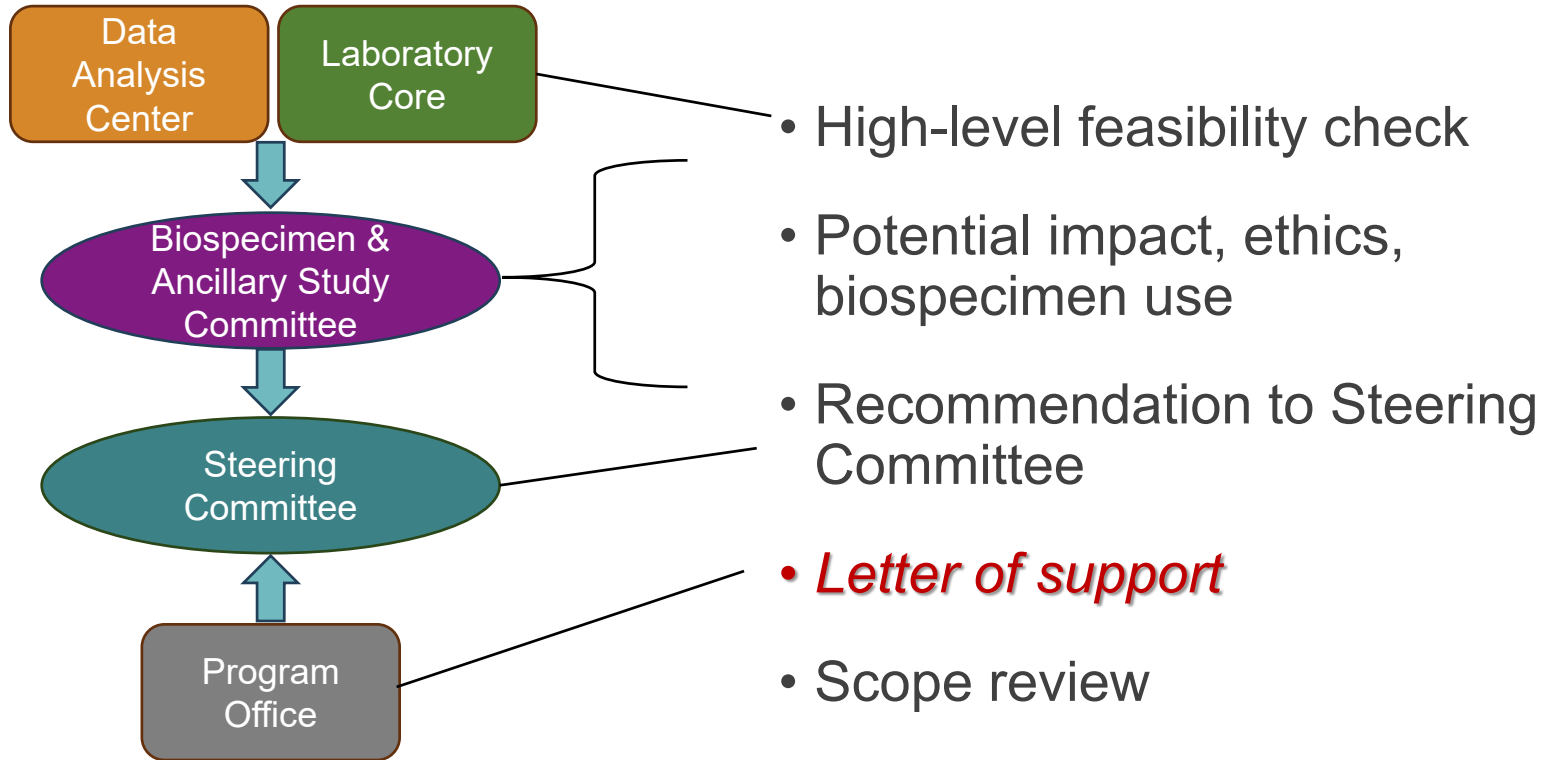 Data
Analysis
Center
Laboratory
Core
Biospecimen &
Ancillary Study
Committee
Steering
Committee
Program
Office
• High-level feasibility check
• Potential impact, ethics,
biospecimen use
• Recommendation to Steering
Committee
• Letter of support
• Scope review